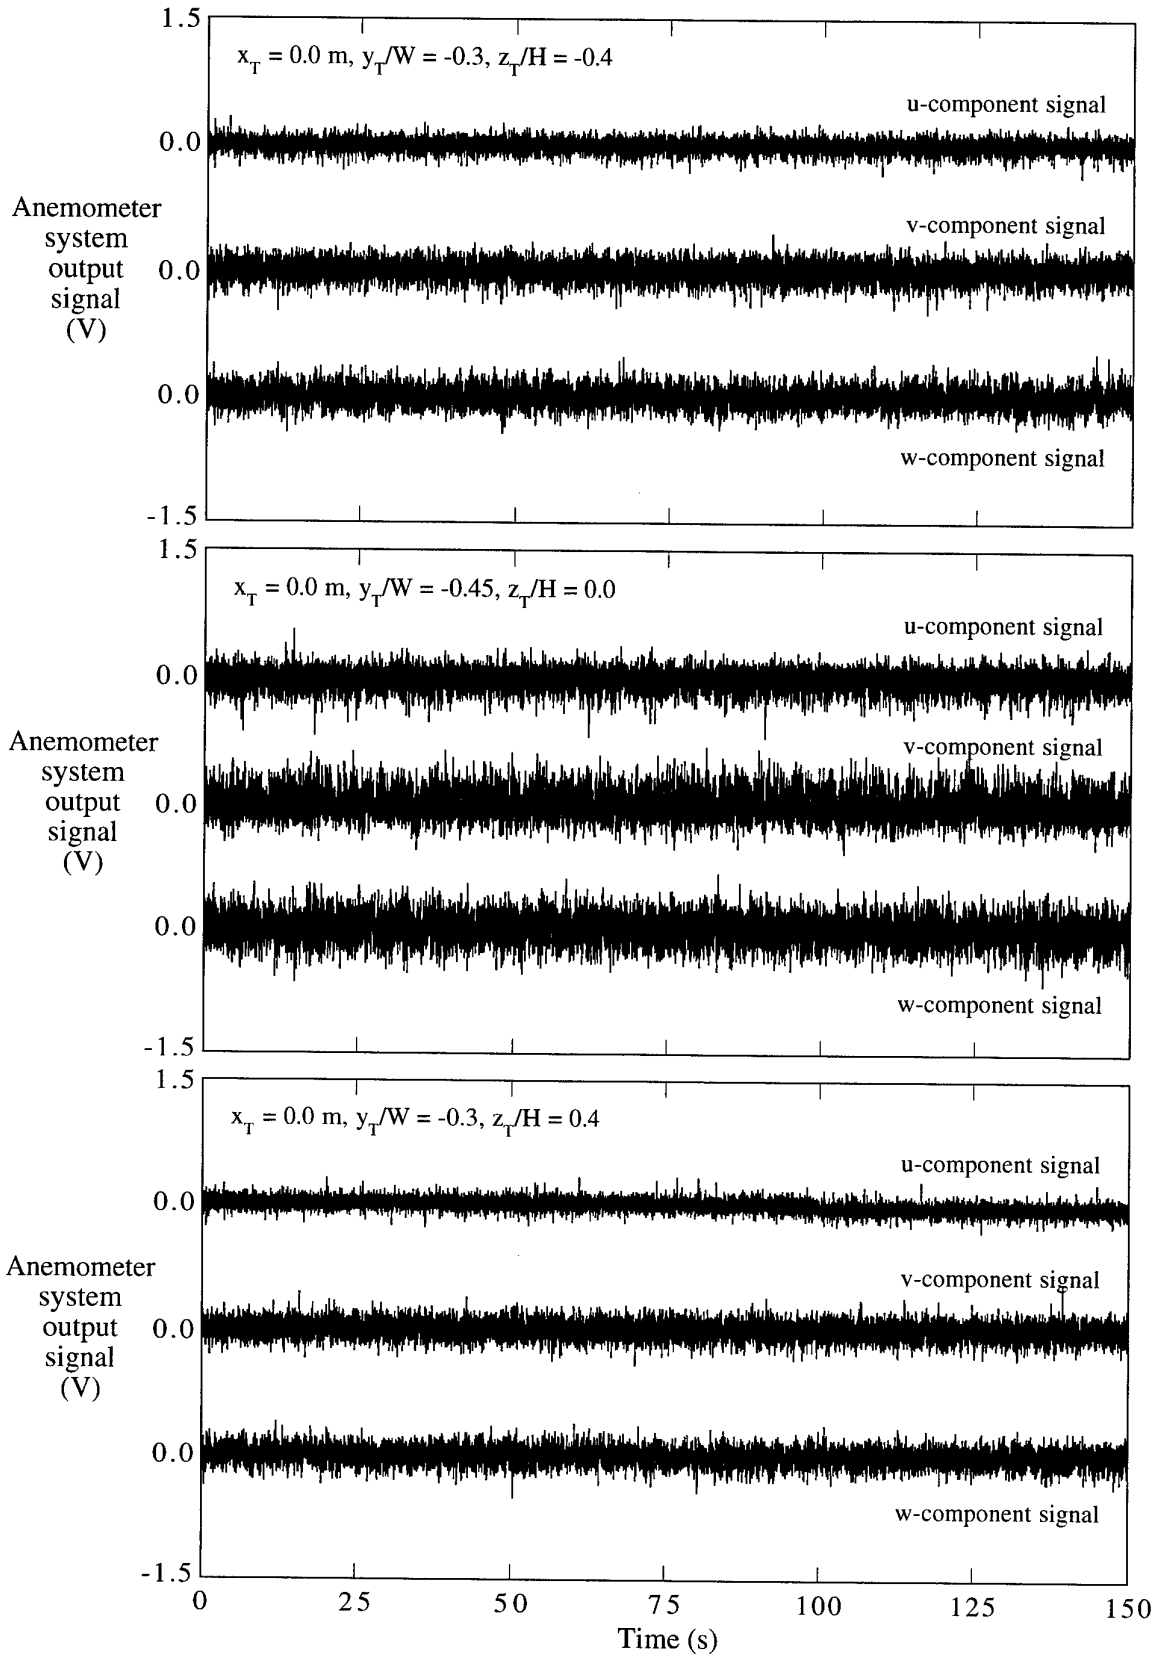 1.5
x_T = 0.0 m, y_T/W = -0.3, z_T/H = -0.4
u-component signal
0.0
v-component signal
Anemometer
system
output
signal
(V)
0.0
0.0
w-component signal
-1.5
1.5
x_T = 0.0 m, y_T/W = -0.45, z_T/H = 0.0
u-component signal
0.0
v-component signal
Anemometer
system
output
signal
(V)
0.0
0.0
w-component signal
-1.5
1.5
x_T = 0.0 m, y_T/W = -0.3, z_T/H = 0.4
u-component signal
0.0
v-component signal
Anemometer
system
output
signal
(V)
0.0
0.0
w-component signal
-1.5
0 25 50 75 100 125 150
Time (s)